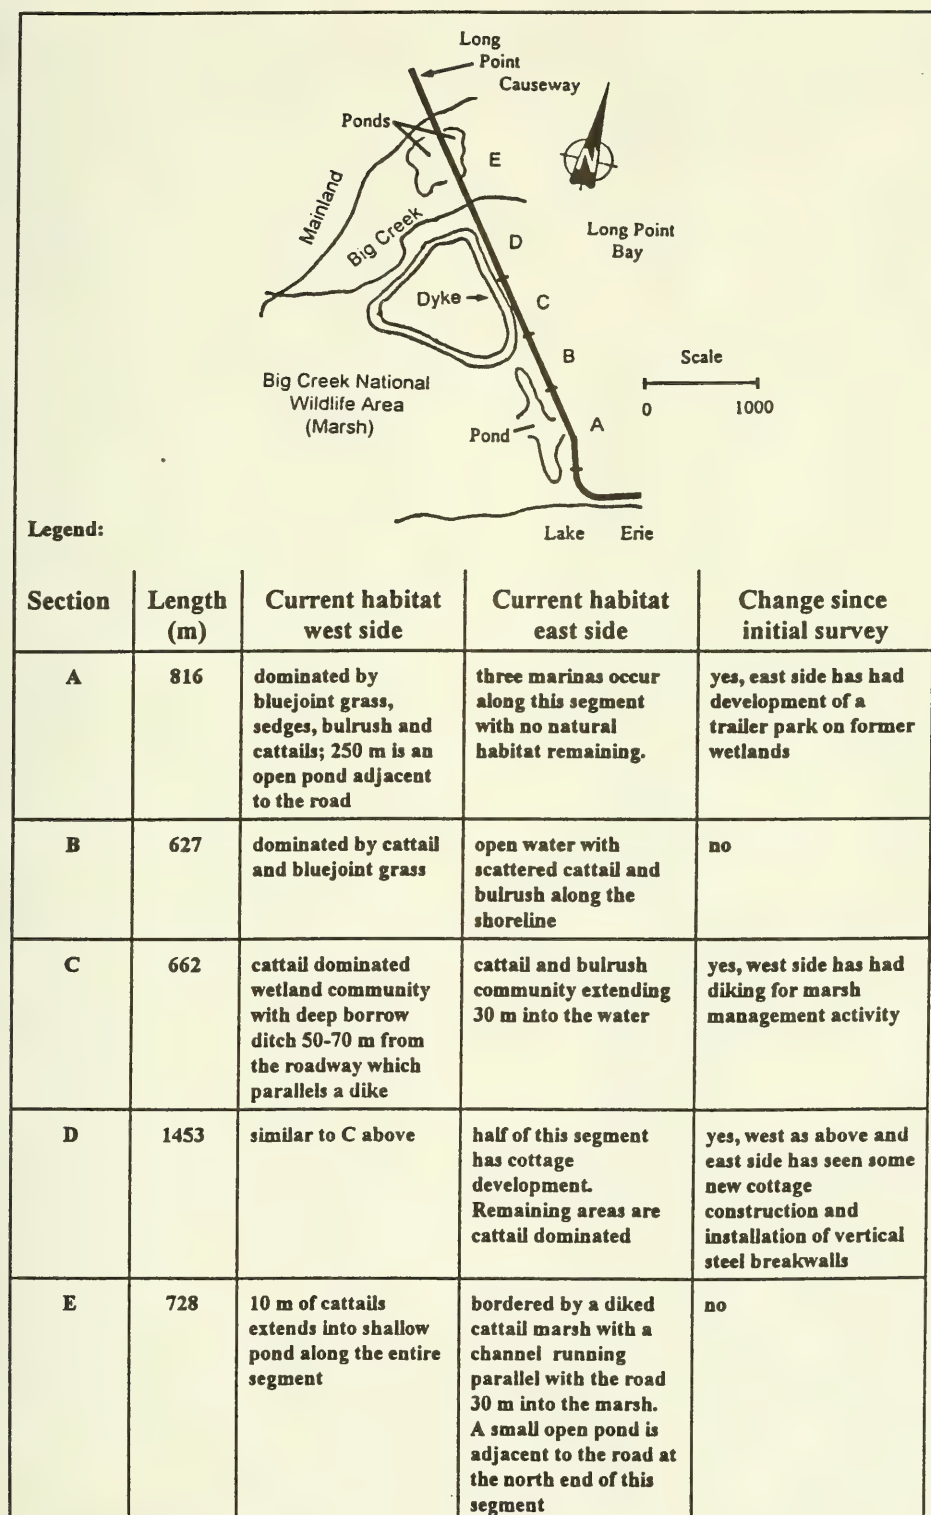 Long
Point
Causeway
Ponds
E
N
Mainland
Big Creek
D
Long Point
Bay
Dyke
C
B
Scale
0 1000
Big Creek National
Wildlife Area
(Marsh)
Pond
A
Lake Erie
Legend:
Section
Length
(m)
Current habitat
west side
Current habitat
east side
Change since
initial survey
A
816
dominated by
bluejoint grass,
sedges, bulrush and
cattails; 250 m is an
open pond adjacent
to the road
three marinas occur
along this segment
with no natural
habitat remaining.
yes, east side has had
development of a
trailer park on former
wetlands
B
627
dominated by cattail
and bluejoint grass
open water with
scattered cattail and
bulrush along the
shoreline
no
C
662
cattail dominated
wetland community
with deep borrow
ditch 50-70 m from
the roadway which
parallels a dike
cattail and bulrush
community extending
30 m into the water
yes, west side has had
diking for marsh
management activity
D
1453
similar to C above
half of this segment
has cottage
development.
Remaining areas are
cattail dominated
yes, west as above and
east side has seen some
new cottage
construction and
installation of vertical
steel breakwalls
E
728
10 m of cattails
extends into shallow
pond along the entire
segment
bordered by a diked
cattail marsh with a
channel running
parallel with the road
30 m into the marsh.
A small open pond is
adjacent to the road at
the north end of this
segment
no